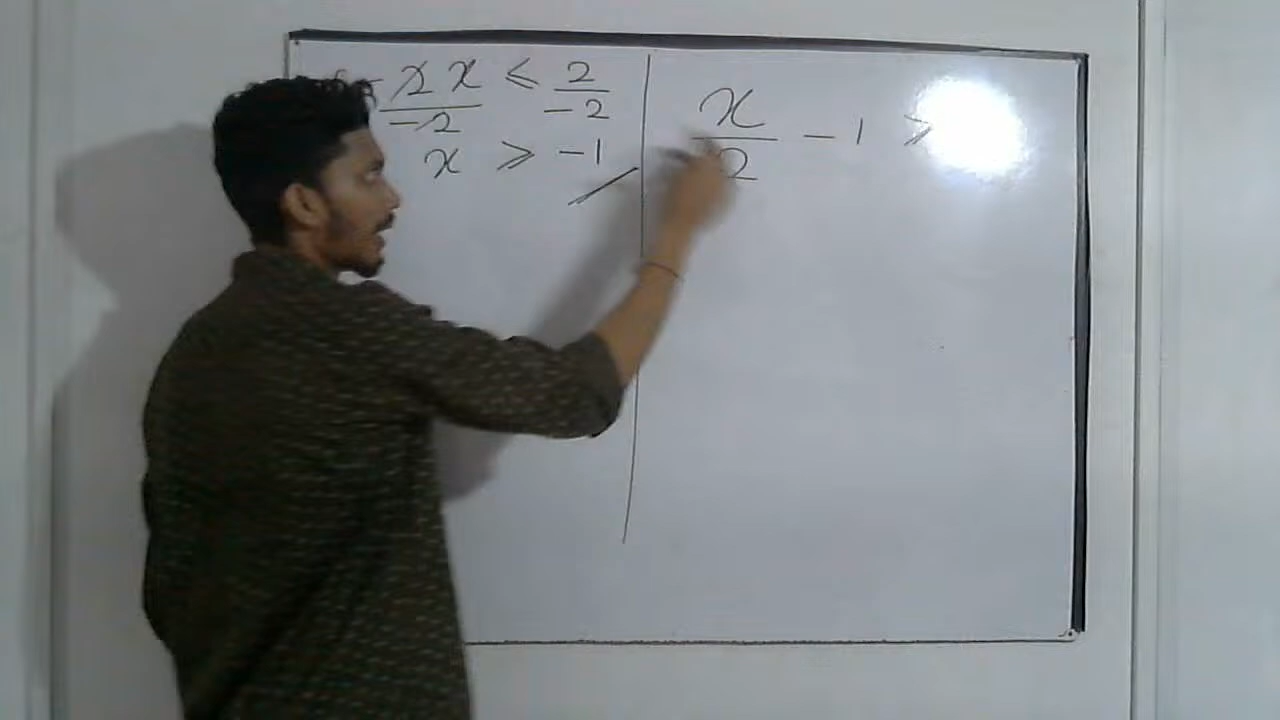 -2x/-2 ≤ 2/-2
x ≥ -1
x/2 - 1 ≥